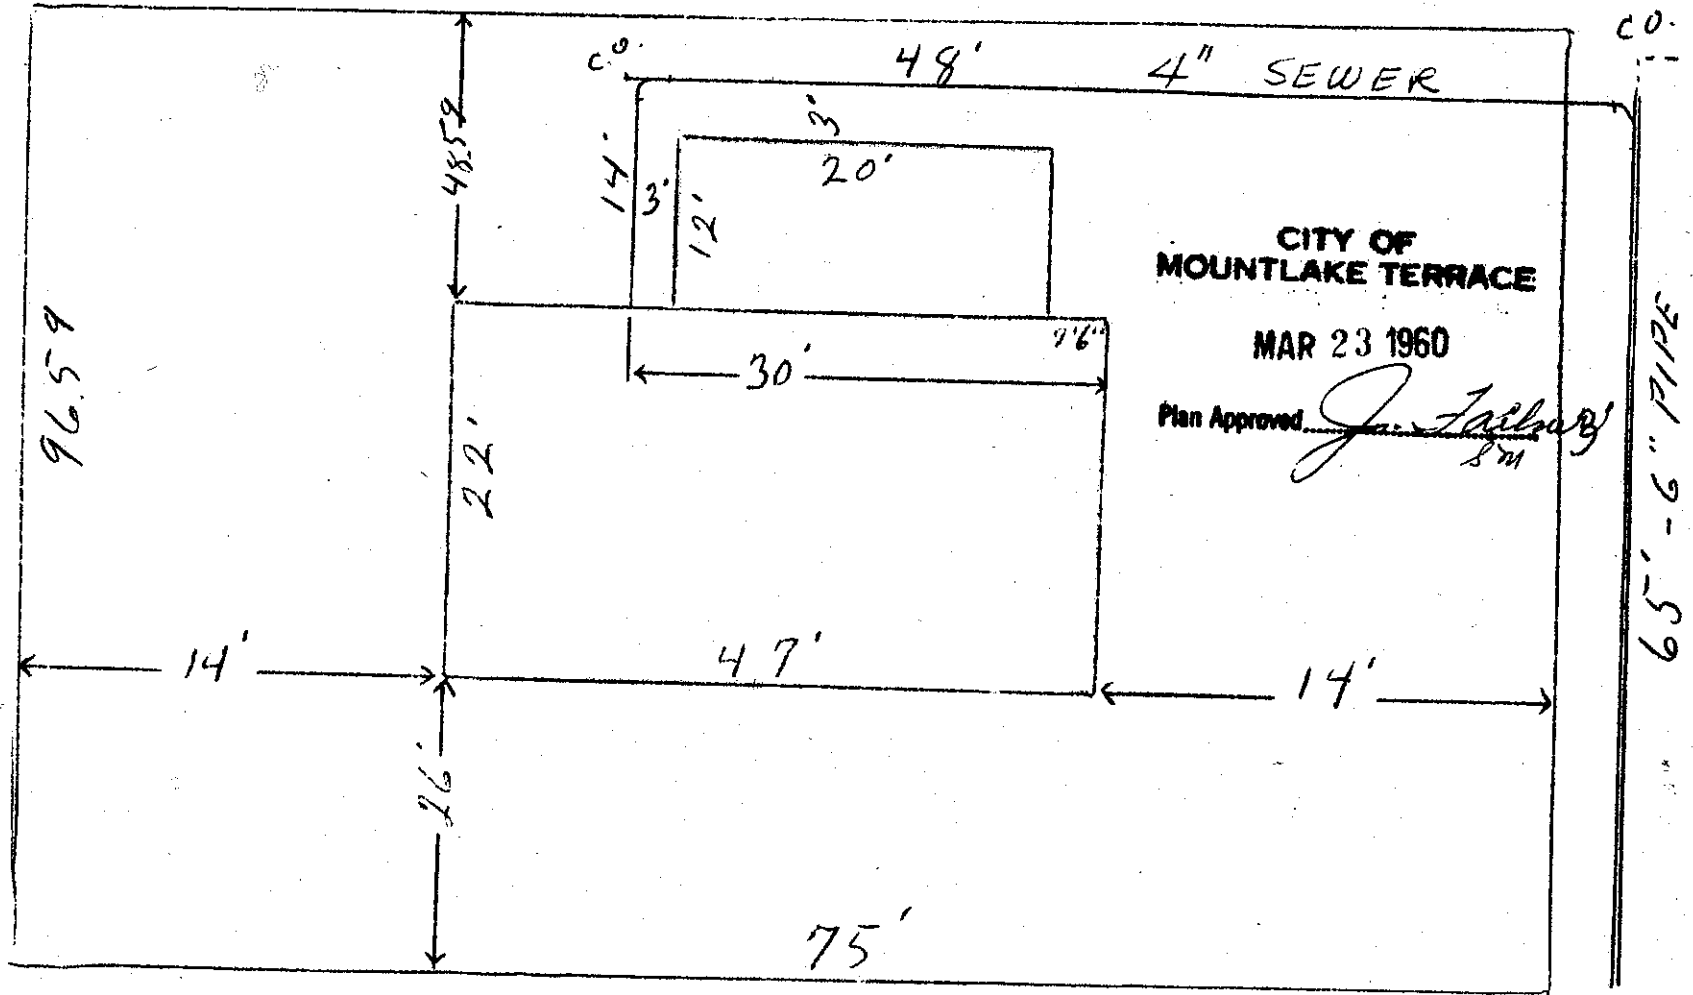 C.O.
C.O.
48'
4" SEWER
48.59
14'
3'
3'
20'
12'
CITY OF
MOUNTLAKE TERRACE
MAR 23 1960
Plan Approved
7'6"
30'
96.59
22'
65' - 6" PIPE
14'
47'
14'
26'
75'